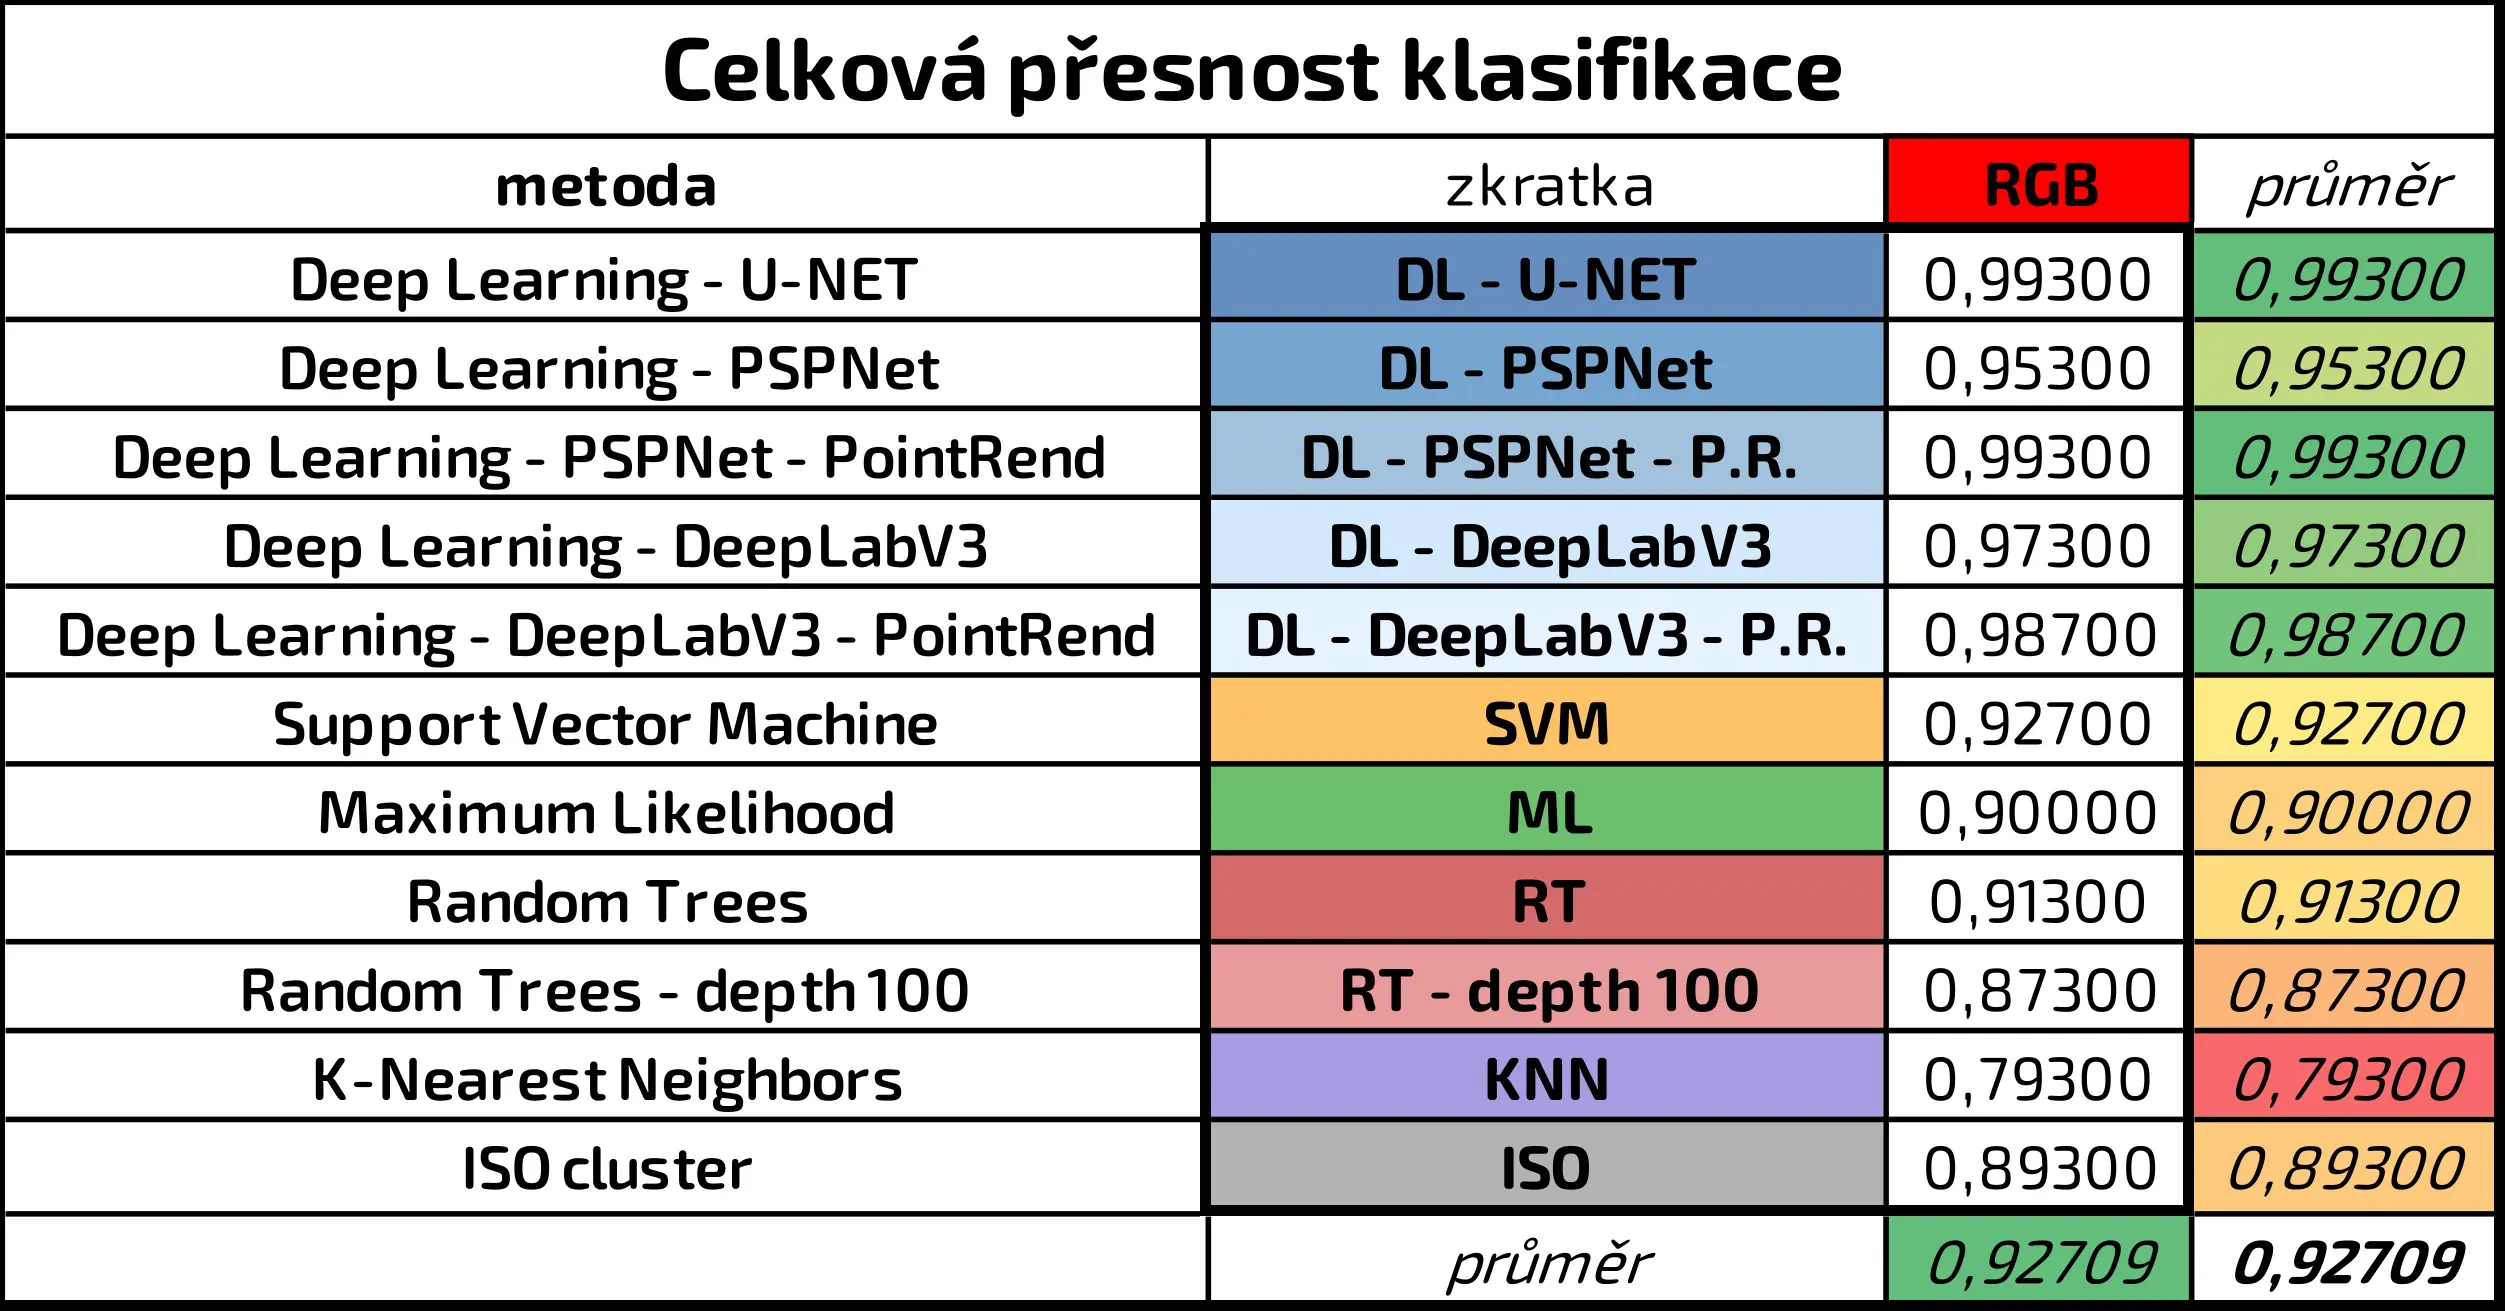 Celková přesnost klasifikace
metoda zkratka RGB průměr
Deep Learning - U-NET DL - U-NET 0,99300 0,99300
Deep Learning - PSPNet DL - PSPNet 0,95300 0,95300
Deep Learning - PSPNet - PointRend DL - PSPNet - P.R. 0,99300 0,99300
Deep Learning - DeepLabV3 DL - DeepLabV3 0,97300 0,97300
Deep Learning - DeepLabV3 - PointRend DL - DeepLabV3 - P.R. 0,98700 0,98700
Support Vector Machine SVM 0,92700 0,92700
Maximum Likelihood ML 0,90000 0,90000
Random Trees RT 0,91300 0,91300
Random Trees - depth 100 RT - depth 100 0,87300 0,87300
K-Nearest Neighbors KNN 0,79300 0,79300
ISO cluster ISO 0,89300 0,89300
průměr 0,92709 0,92709